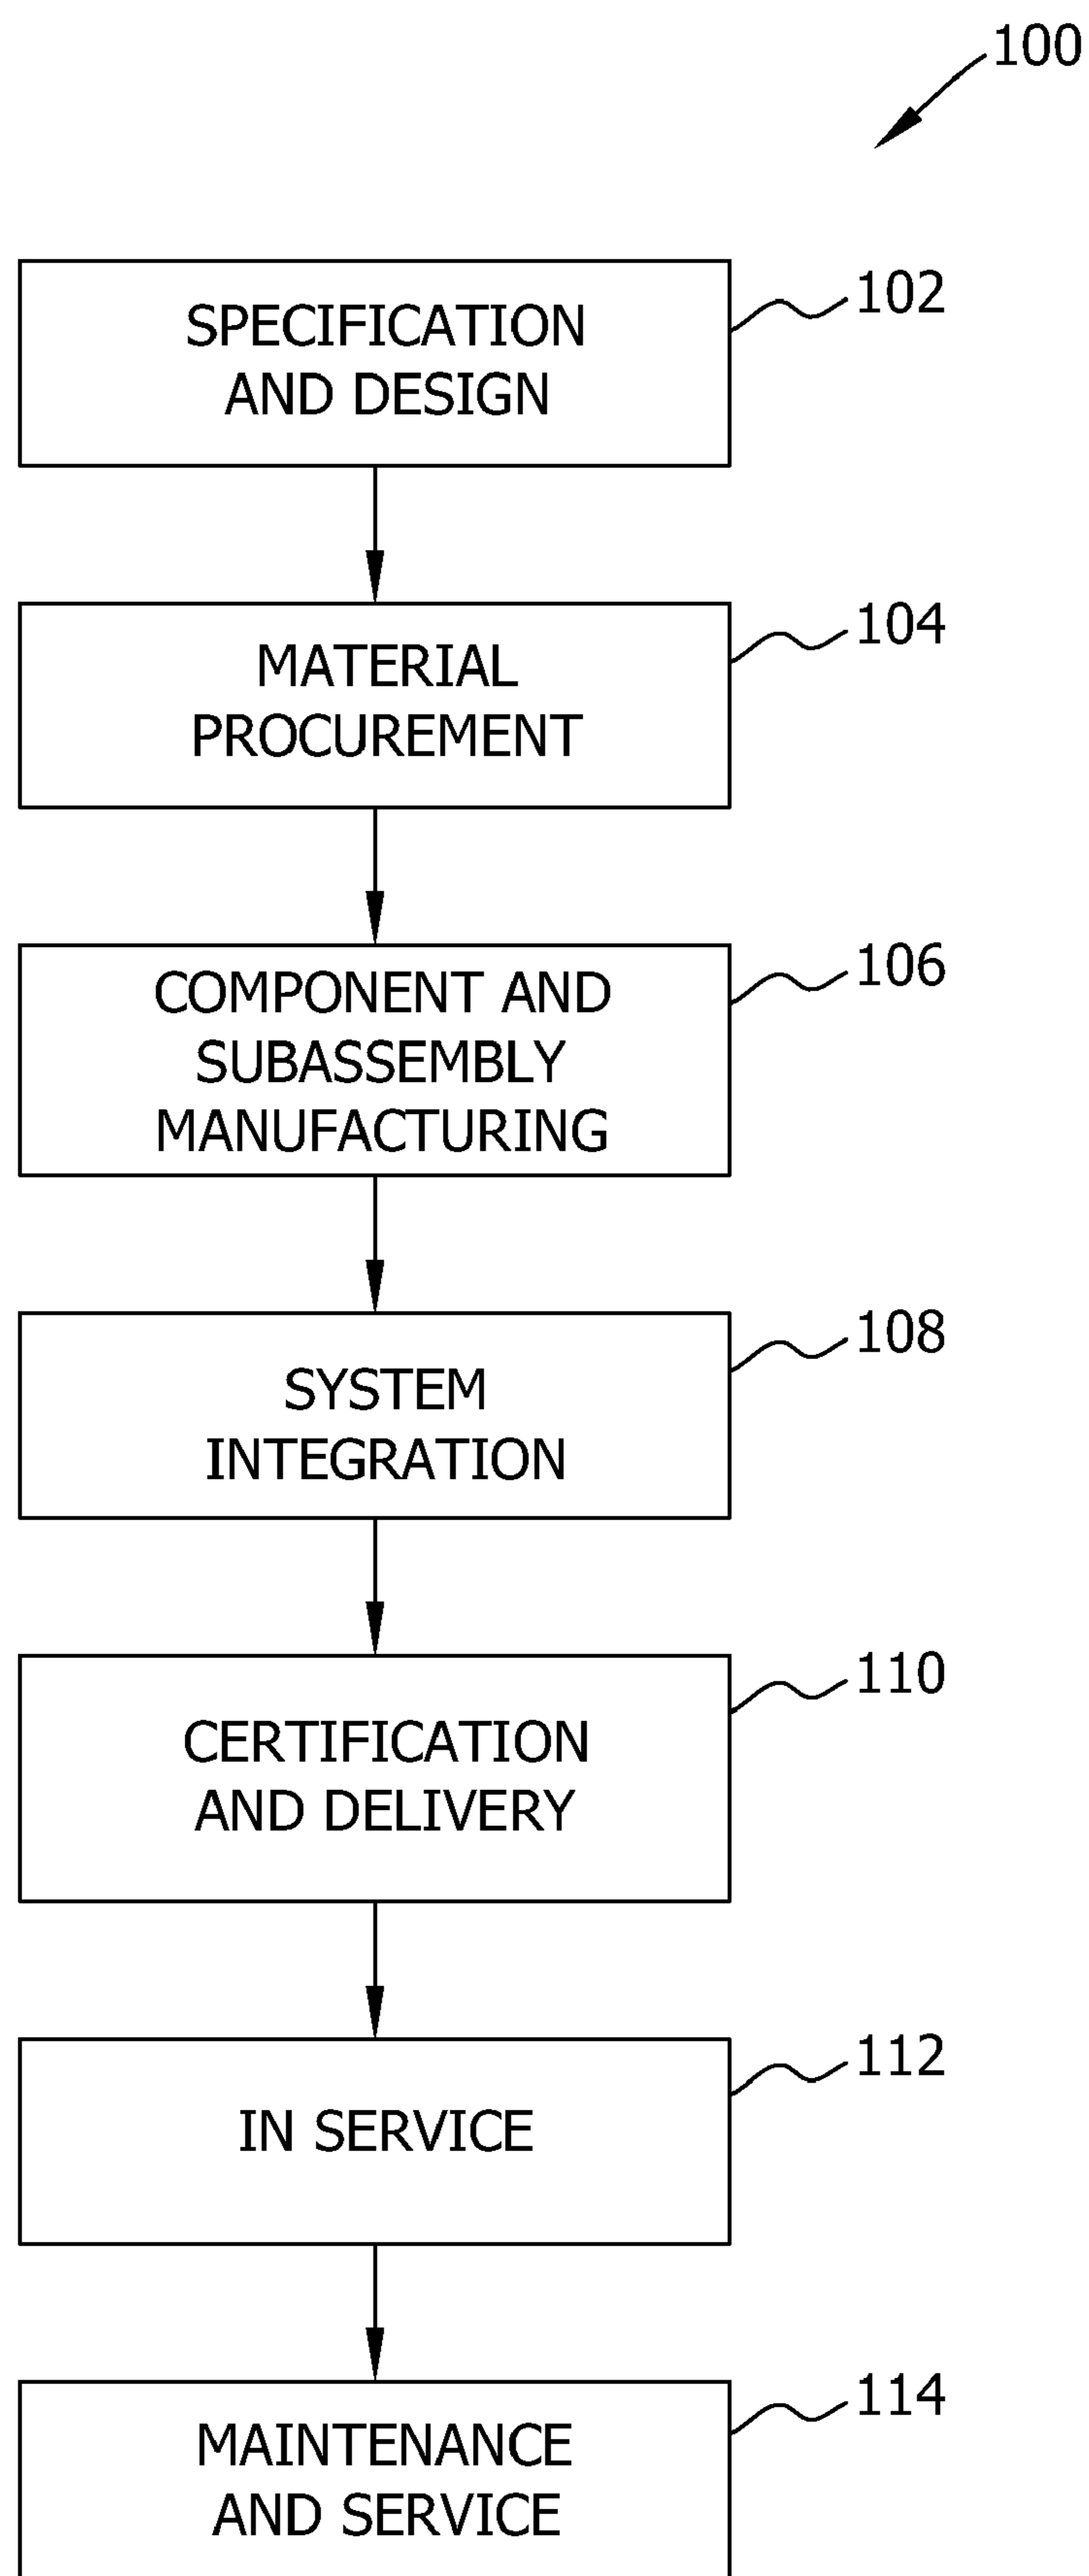 100
SPECIFICATION
AND DESIGN
102
MATERIAL
PROCUREMENT
104
COMPONENT AND
SUBASSEMBLY
MANUFACTURING
106
SYSTEM
INTEGRATION
108
CERTIFICATION
AND DELIVERY
110
IN SERVICE
112
MAINTENANCE
AND SERVICE
114